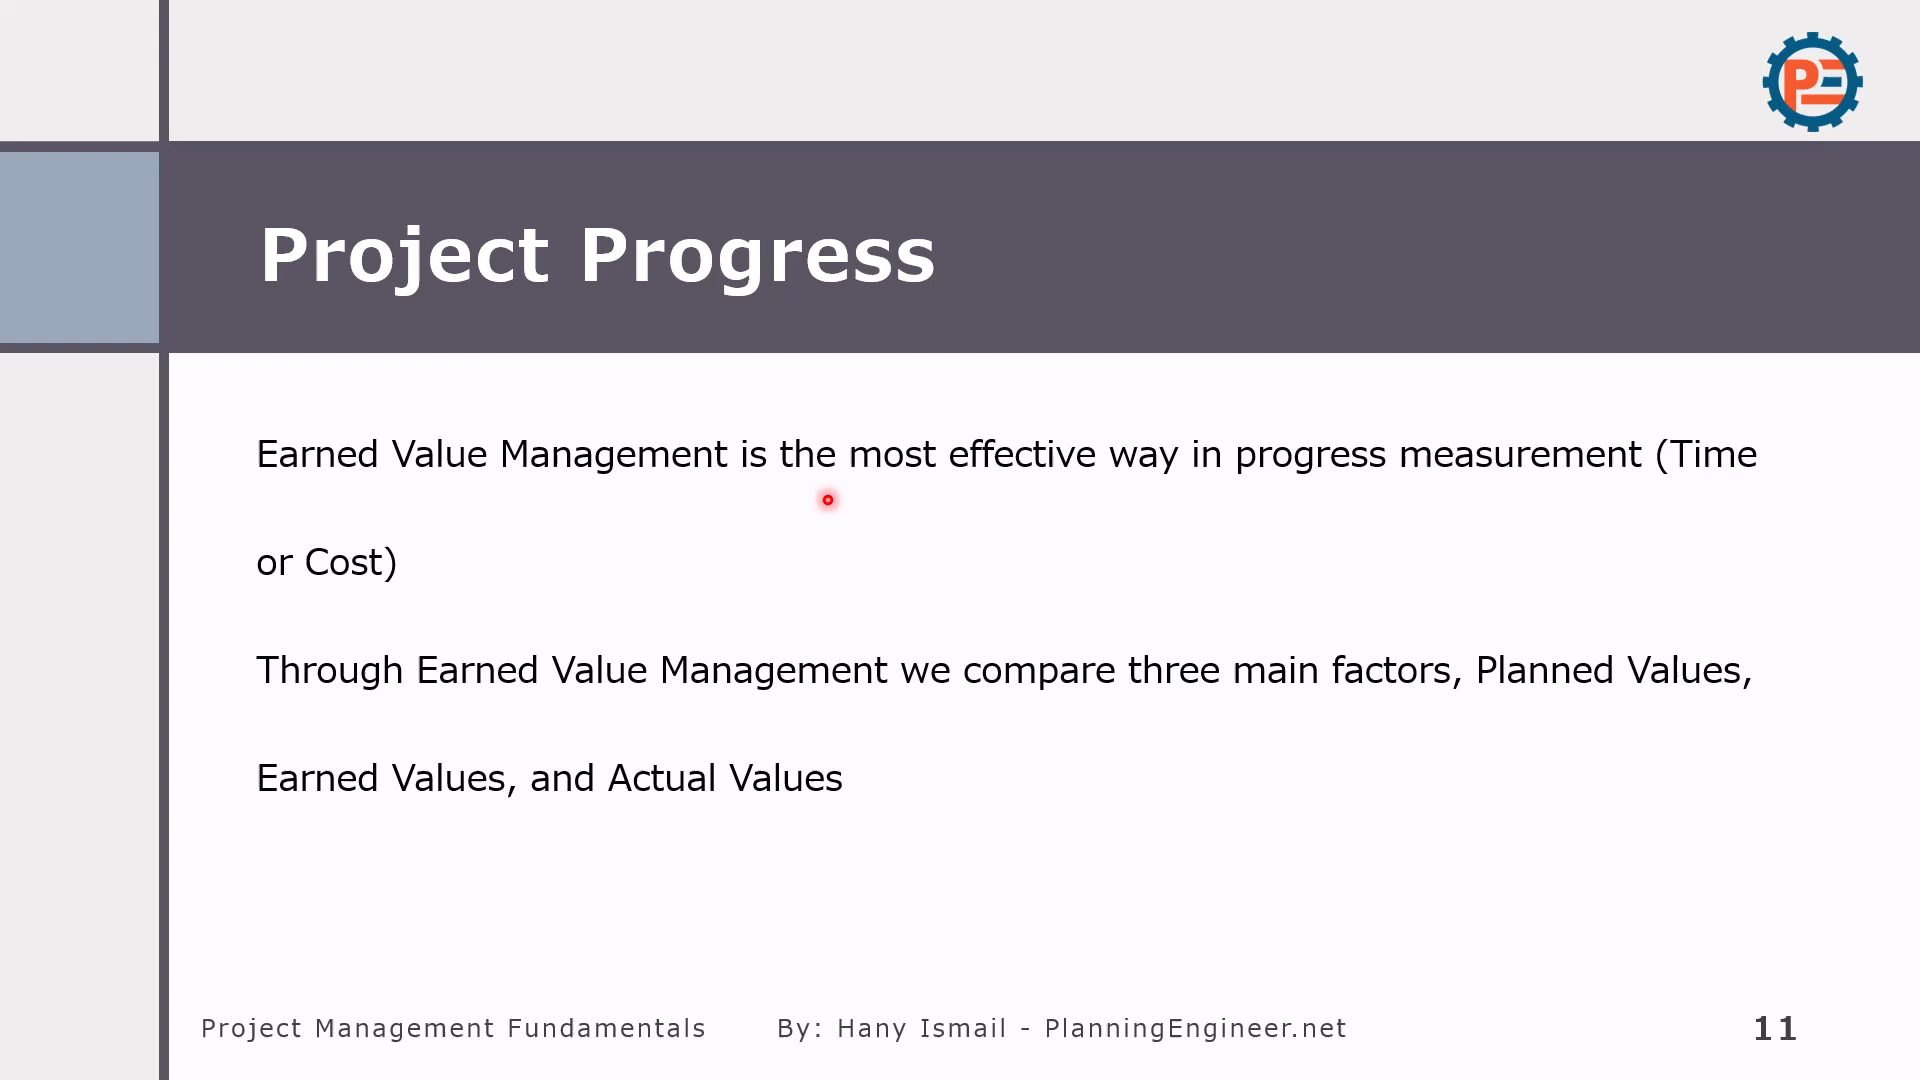 PE
Project Progress
Earned Value Management is the most effective way in progress measurement (Time
or Cost)
Through Earned Value Management we compare three main factors, Planned Values,
Earned Values, and Actual Values
Project Management Fundamentals By: Hany Ismail - PlanningEngineer.net 11